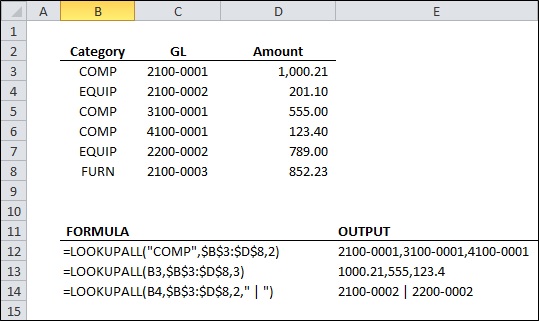 A B C D E
1
2 Category GL Amount
3 COMP 2100-0001 1,000.21
4 EQUIP 2100-0002 201.10
5 COMP 3100-0001 555.00
6 COMP 4100-0001 123.40
7 EQUIP 2200-0002 789.00
8 FURN 2100-0003 852.23
9
10
11 FORMULA OUTPUT
12 =LOOKUPALL("COMP",$B$3:$D$8,2) 2100-0001,3100-0001,4100-0001
13 =LOOKUPALL(B3,$B$3:$D$8,3) 1000.21,555,123.4
14 =LOOKUPALL(B4,$B$3:$D$8,2," | ") 2100-0002 | 2200-0002
15